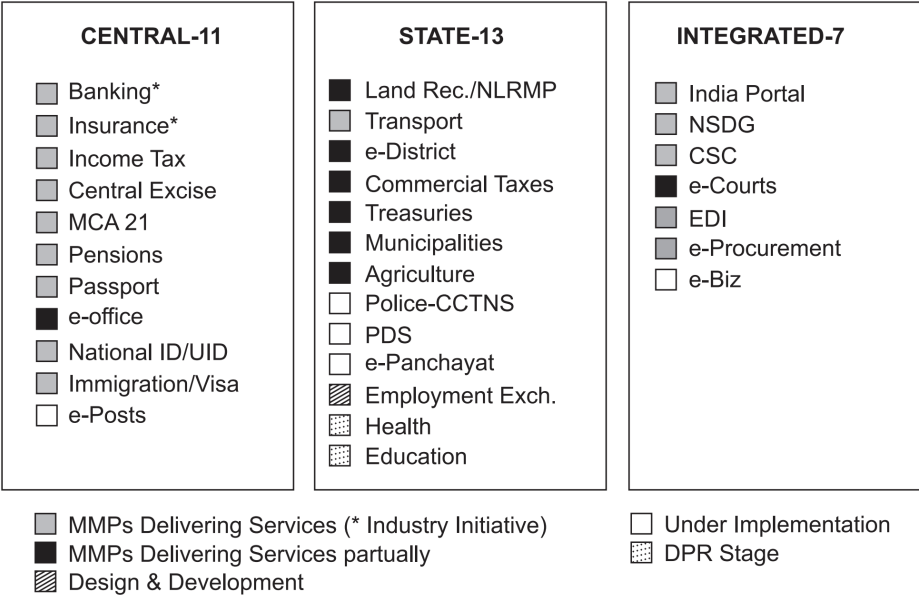 CENTRAL-11
Banking*
Insurance*
Income Tax
Central Excise
MCA 21
Pensions
Passport
e-office
National ID/UID
Immigration/Visa
e-Posts
STATE-13
Land Rec./NLRMP
Transport
e-District
Commercial Taxes
Treasuries
Municipalities
Agriculture
Police-CCTNS
PDS
e-Panchayat
Employment Exch.
Health
Education
INTEGRATED-7
India Portal
NSDG
CSC
e-Courts
EDI
e-Procurement
e-Biz
MMPs Delivering Services (* Industry Initiative)
MMPs Delivering Services partually
Design & Development
Under Implementation
DPR Stage